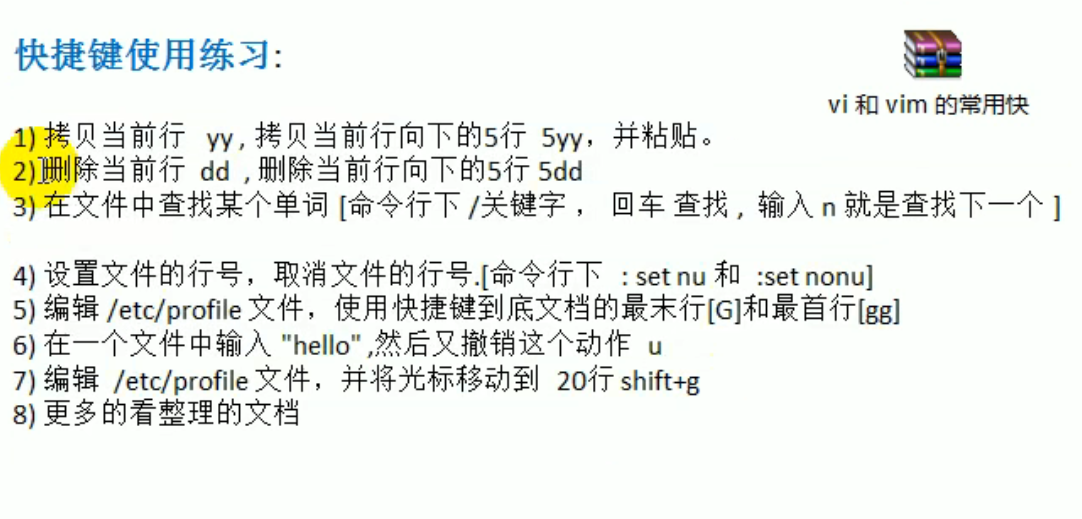 快捷键使用练习:
vi 和 vim 的常用快
1) 拷贝当前行 yy , 拷贝当前行向下的5行 5yy，并粘贴。
2) 删除当前行 dd , 删除当前行向下的5行 5dd
3) 在文件中查找某个单词 [命令行下 /关键字 ， 回车 查找 , 输入 n 就是查找下一个 ]
4) 设置文件的行号，取消文件的行号.[命令行下 : set nu 和 :set nonu]
5) 编辑 /etc/profile 文件，使用快捷键到底文档的最末行[G]和最首行[gg]
6) 在一个文件中输入 "hello" ,然后又撤销这个动作 u
7) 编辑 /etc/profile 文件，并将光标移动到 20行 shift+g
8) 更多的看整理的文档